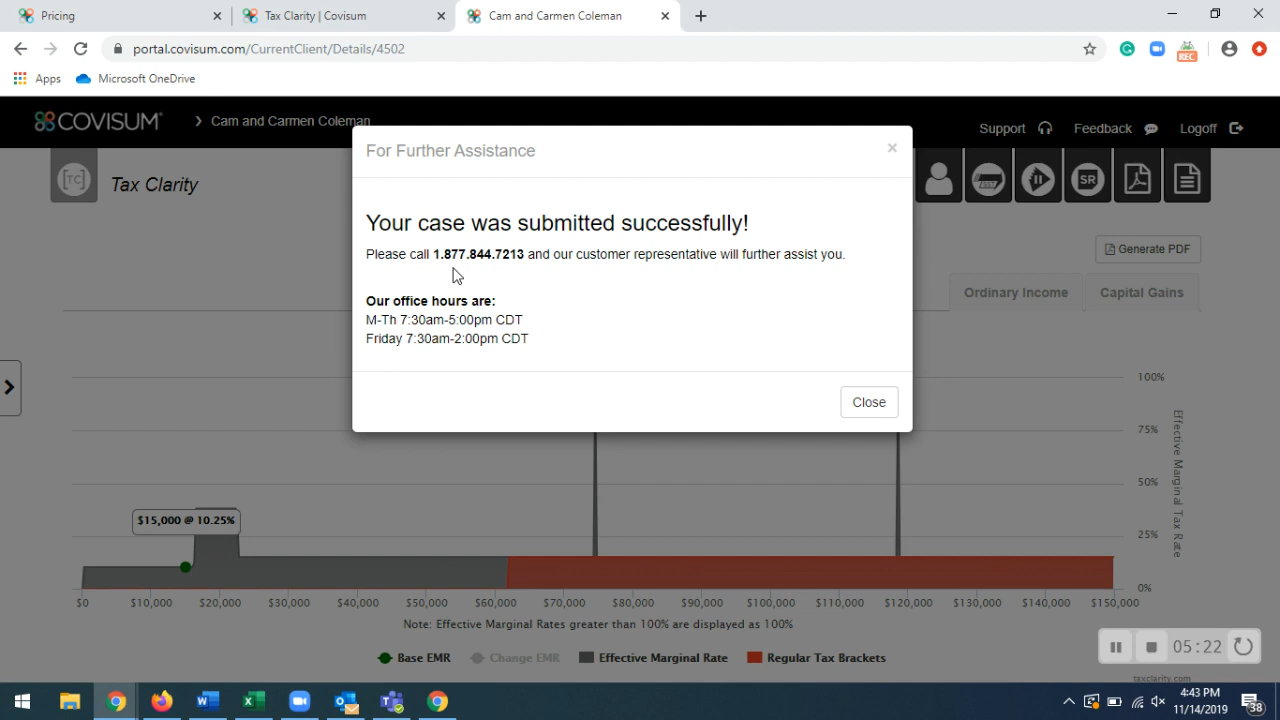 Pricing
Tax Clarity | Covisum
Cam and Carmen Coleman
portal.covisum.com/CurrentClient/Details/4502
REC
Apps
Microsoft OneDrive
COVISUM
Cam and Carmen Coleman
Support
Feedback
Logoff
For Further Assistance
[TC]
Tax Clarity
SR
Your case was submitted successfully!
Please call 1.877.844.7213 and our customer representative will further assist you.
Generate PDF
Our office hours are:
M-Th 7:30am-5:00pm CDT
Friday 7:30am-2:00pm CDT
Ordinary Income
Capital Gains
Close
100%
75%
50%
25%
0%
Effective Marginal Tax Rate
$15,000 @ 10.25%
$0 $10,000 $20,000 $30,000 $40,000 $50,000 $60,000 $70,000 $80,000 $90,000 $100,000 $110,000 $120,000 $130,000 $140,000 $150,000
Note: Effective Marginal Rates greater than 100% are displayed as 100%
Base EMR
Change EMR
Effective Marginal Rate
Regular Tax Brackets
05:22
taxclarity.com
4:43 PM
11/14/2019
38